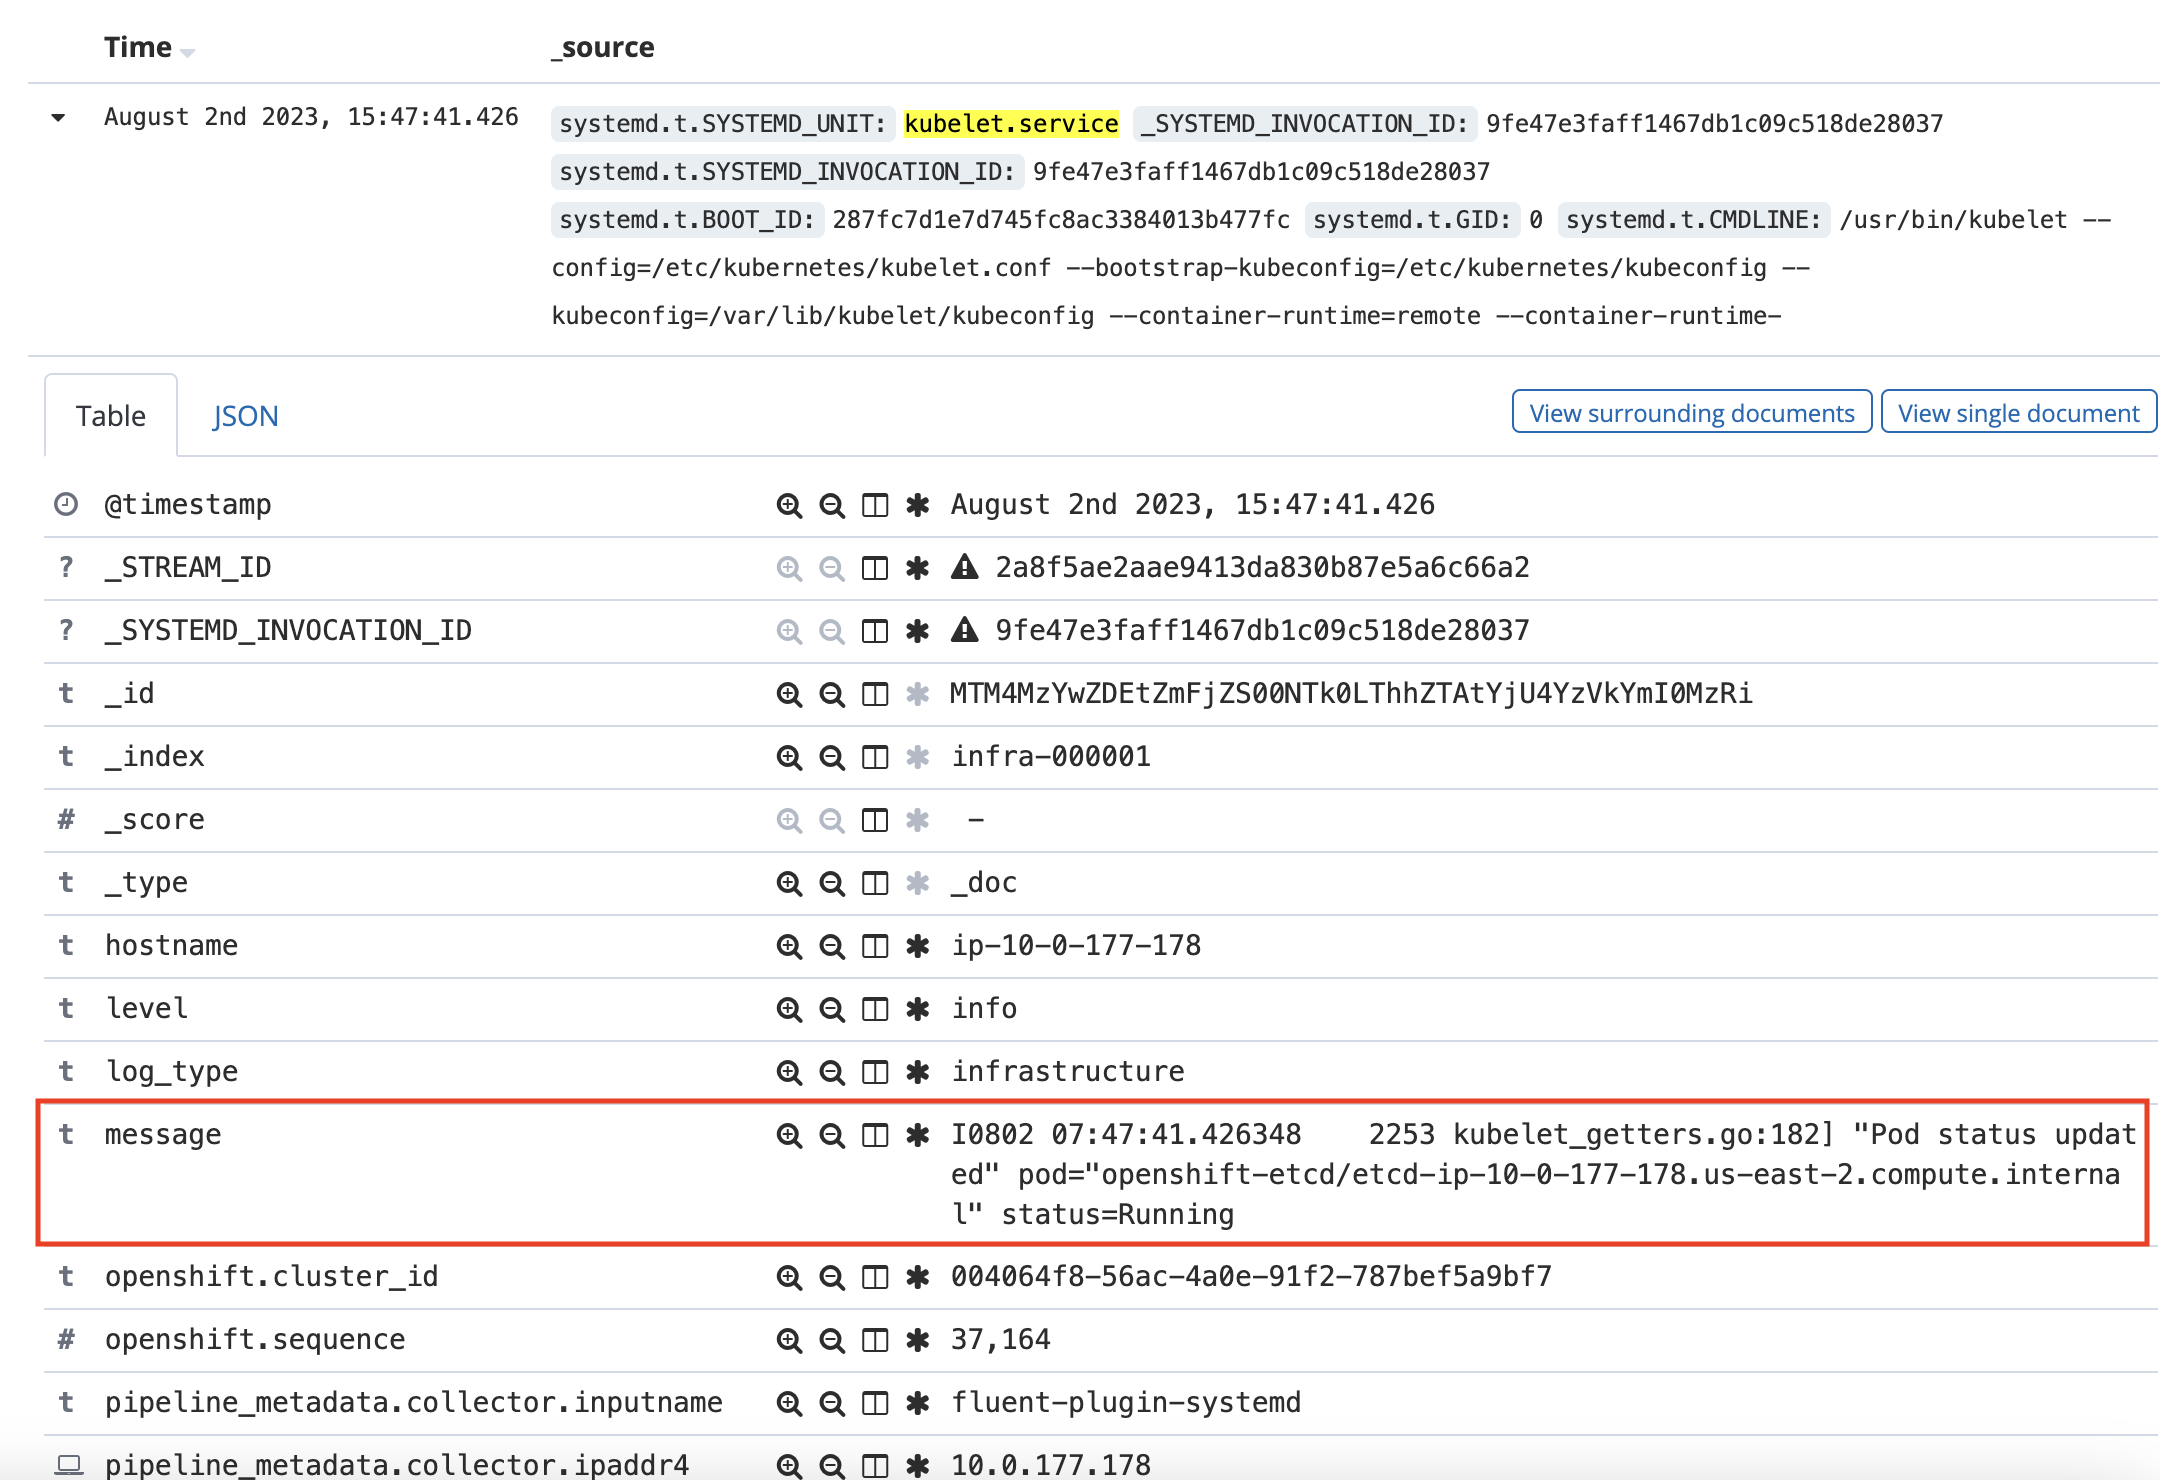 Time _source
August 2nd 2023, 15:47:41.426 systemd.t.SYSTEMD_UNIT: kubelet.service _SYSTEMD_INVOCATION_ID: 9fe47e3faff1467db1c09c518de28037
systemd.t.SYSTEMD_INVOCATION_ID: 9fe47e3faff1467db1c09c518de28037
systemd.t.BOOT_ID: 287fc7d1e7d745fc8ac3384013b477fc systemd.t.GID: 0 systemd.t.CMDLINE: /usr/bin/kubelet --
config=/etc/kubernetes/kubelet.conf --bootstrap-kubeconfig=/etc/kubernetes/kubeconfig --
kubeconfig=/var/lib/kubelet/kubeconfig --container-runtime=remote --container-runtime-
Table JSON View surrounding documents View single document
@timestamp August 2nd 2023, 15:47:41.426
? _STREAM_ID 2a8f5ae2aae9413da830b87e5a6c66a2
? _SYSTEMD_INVOCATION_ID 9fe47e3faff1467db1c09c518de28037
t _id MTM4MzYwZDEtZmFjZS00NTk0LThhZTAtYjU4YzVkYmI0MzRi
t _index infra-000001
# _score -
t _type _doc
t hostname ip-10-0-177-178
t level info
t log_type infrastructure
t message I0802 07:47:41.426348 2253 kubelet_getters.go:182] "Pod status updat
ed" pod="openshift-etcd/etcd-ip-10-0-177-178.us-east-2.compute.interna
l" status=Running
t openshift.cluster_id 004064f8-56ac-4a0e-91f2-787bef5a9bf7
# openshift.sequence 37,164
t pipeline_metadata.collector.inputname fluent-plugin-systemd
pipeline_metadata.collector.ipaddr4 10.0.177.178